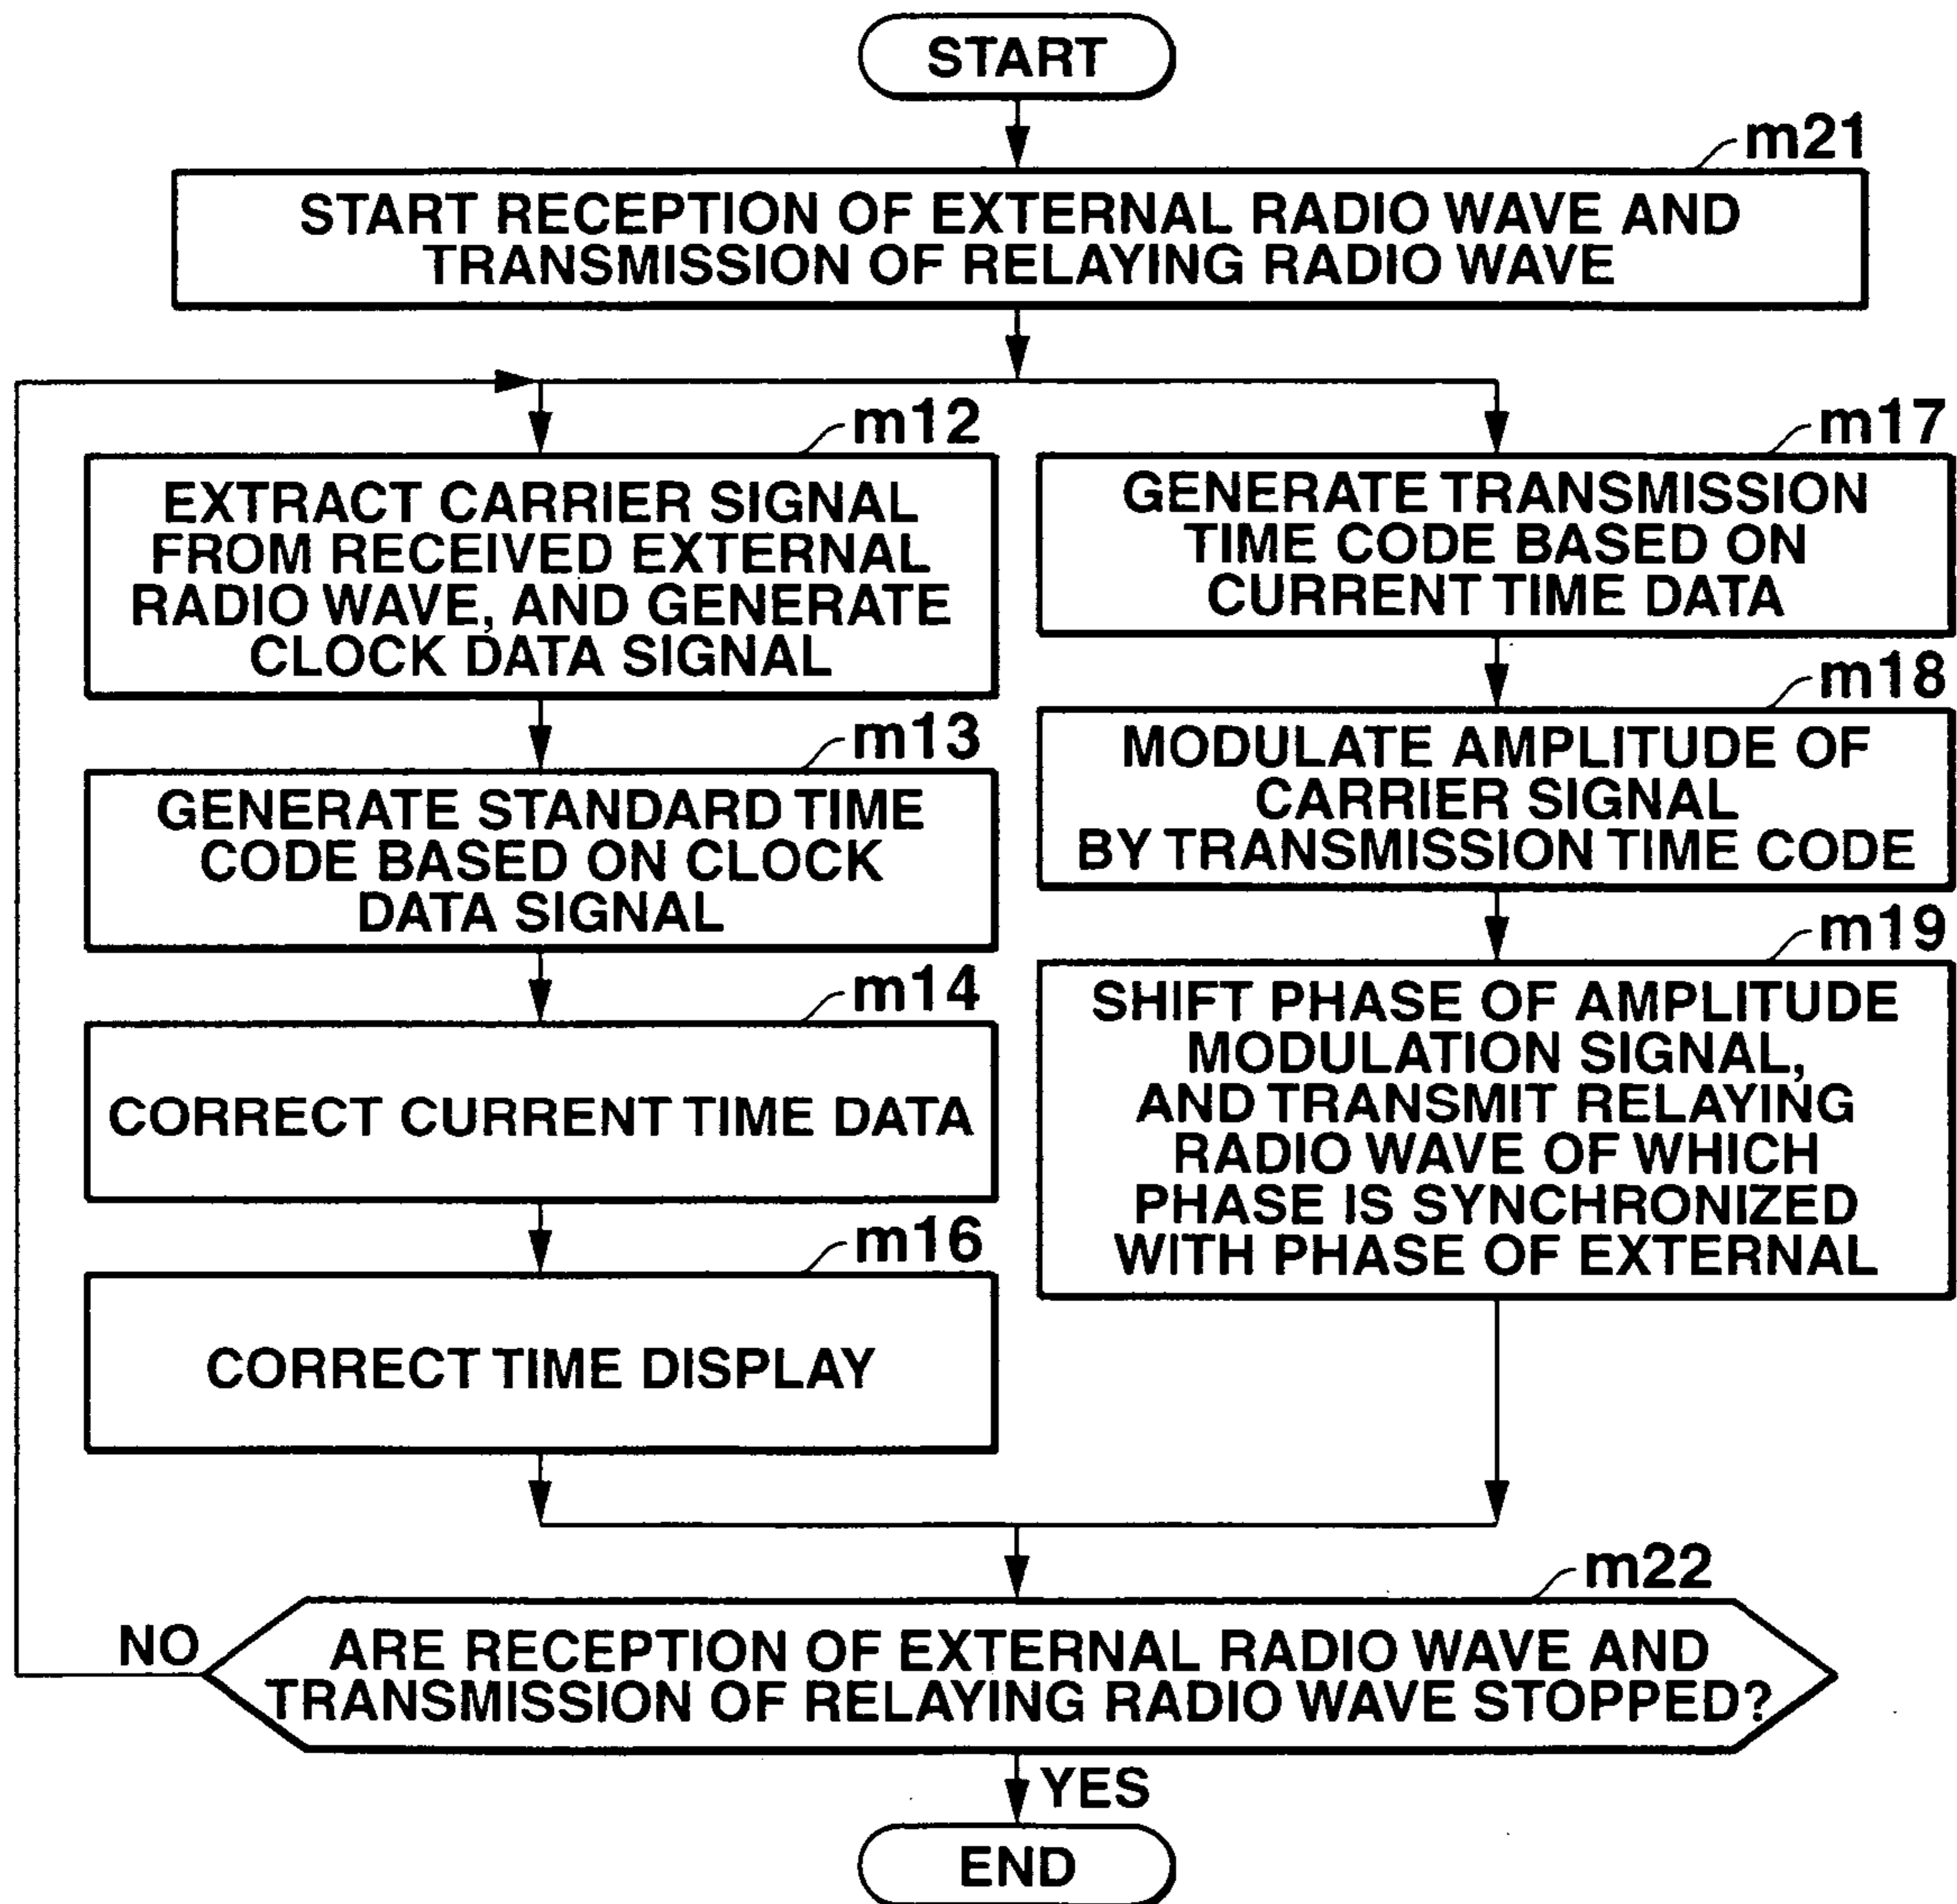 START
m21
START RECEPTION OF EXTERNAL RADIO WAVE AND
TRANSMISSION OF RELAYING RADIO WAVE
m12
EXTRACT CARRIER SIGNAL
FROM RECEIVED EXTERNAL
RADIO WAVE, AND GENERATE
CLOCK DATA SIGNAL
m13
GENERATE STANDARD TIME
CODE BASED ON CLOCK
DATA SIGNAL
m14
CORRECT CURRENT TIME DATA
m16
CORRECT TIME DISPLAY
m17
GENERATE TRANSMISSION
TIME CODE BASED ON
CURRENT TIME DATA
m18
MODULATE AMPLITUDE OF
CARRIER SIGNAL
BY TRANSMISSION TIME CODE
m19
SHIFT PHASE OF AMPLITUDE
MODULATION SIGNAL,
AND TRANSMIT RELAYING
RADIO WAVE OF WHICH
PHASE IS SYNCHRONIZED
WITH PHASE OF EXTERNAL
m22
NO
ARE RECEPTION OF EXTERNAL RADIO WAVE AND
TRANSMISSION OF RELAYING RADIO WAVE STOPPED?
YES
END